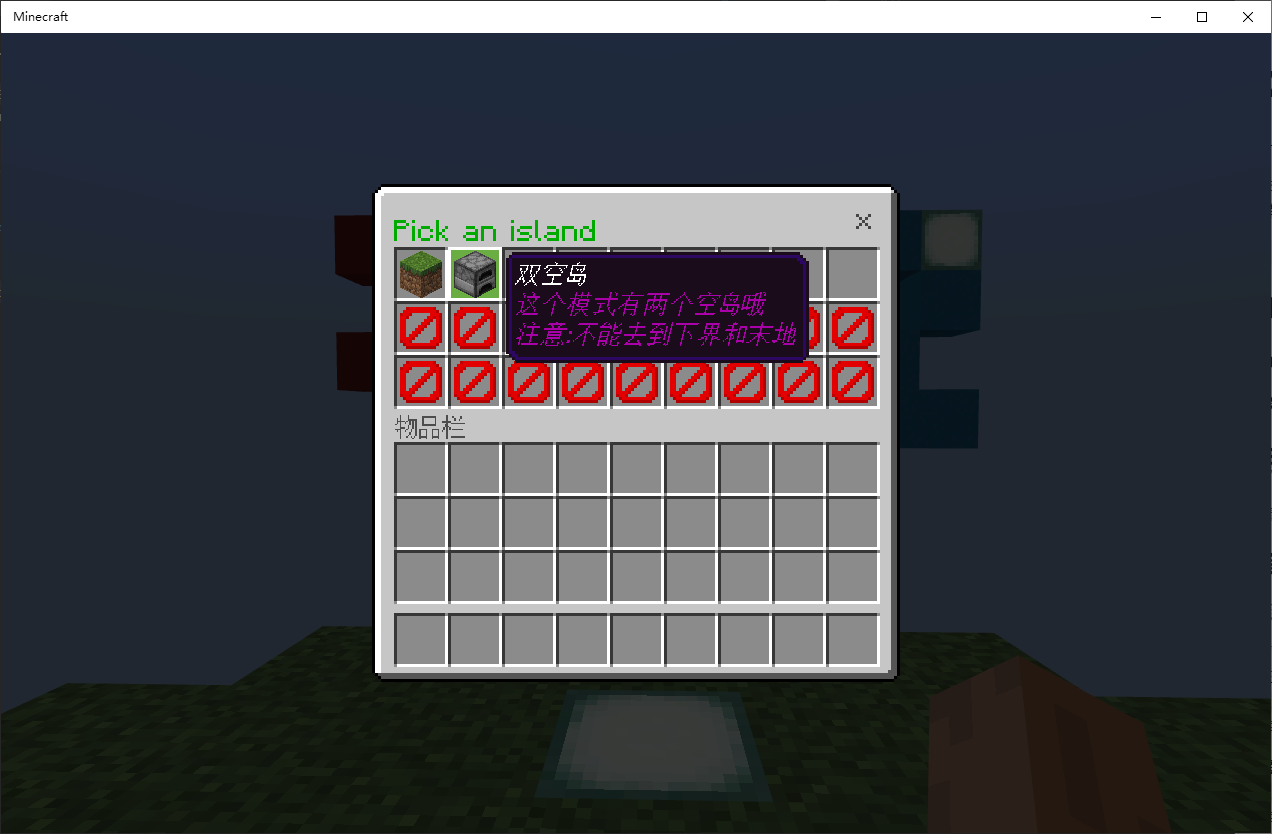 Minecraft
Pick an island
双空岛
这个模式有两个空岛哦
注意:不能去到下界和末地
物品栏